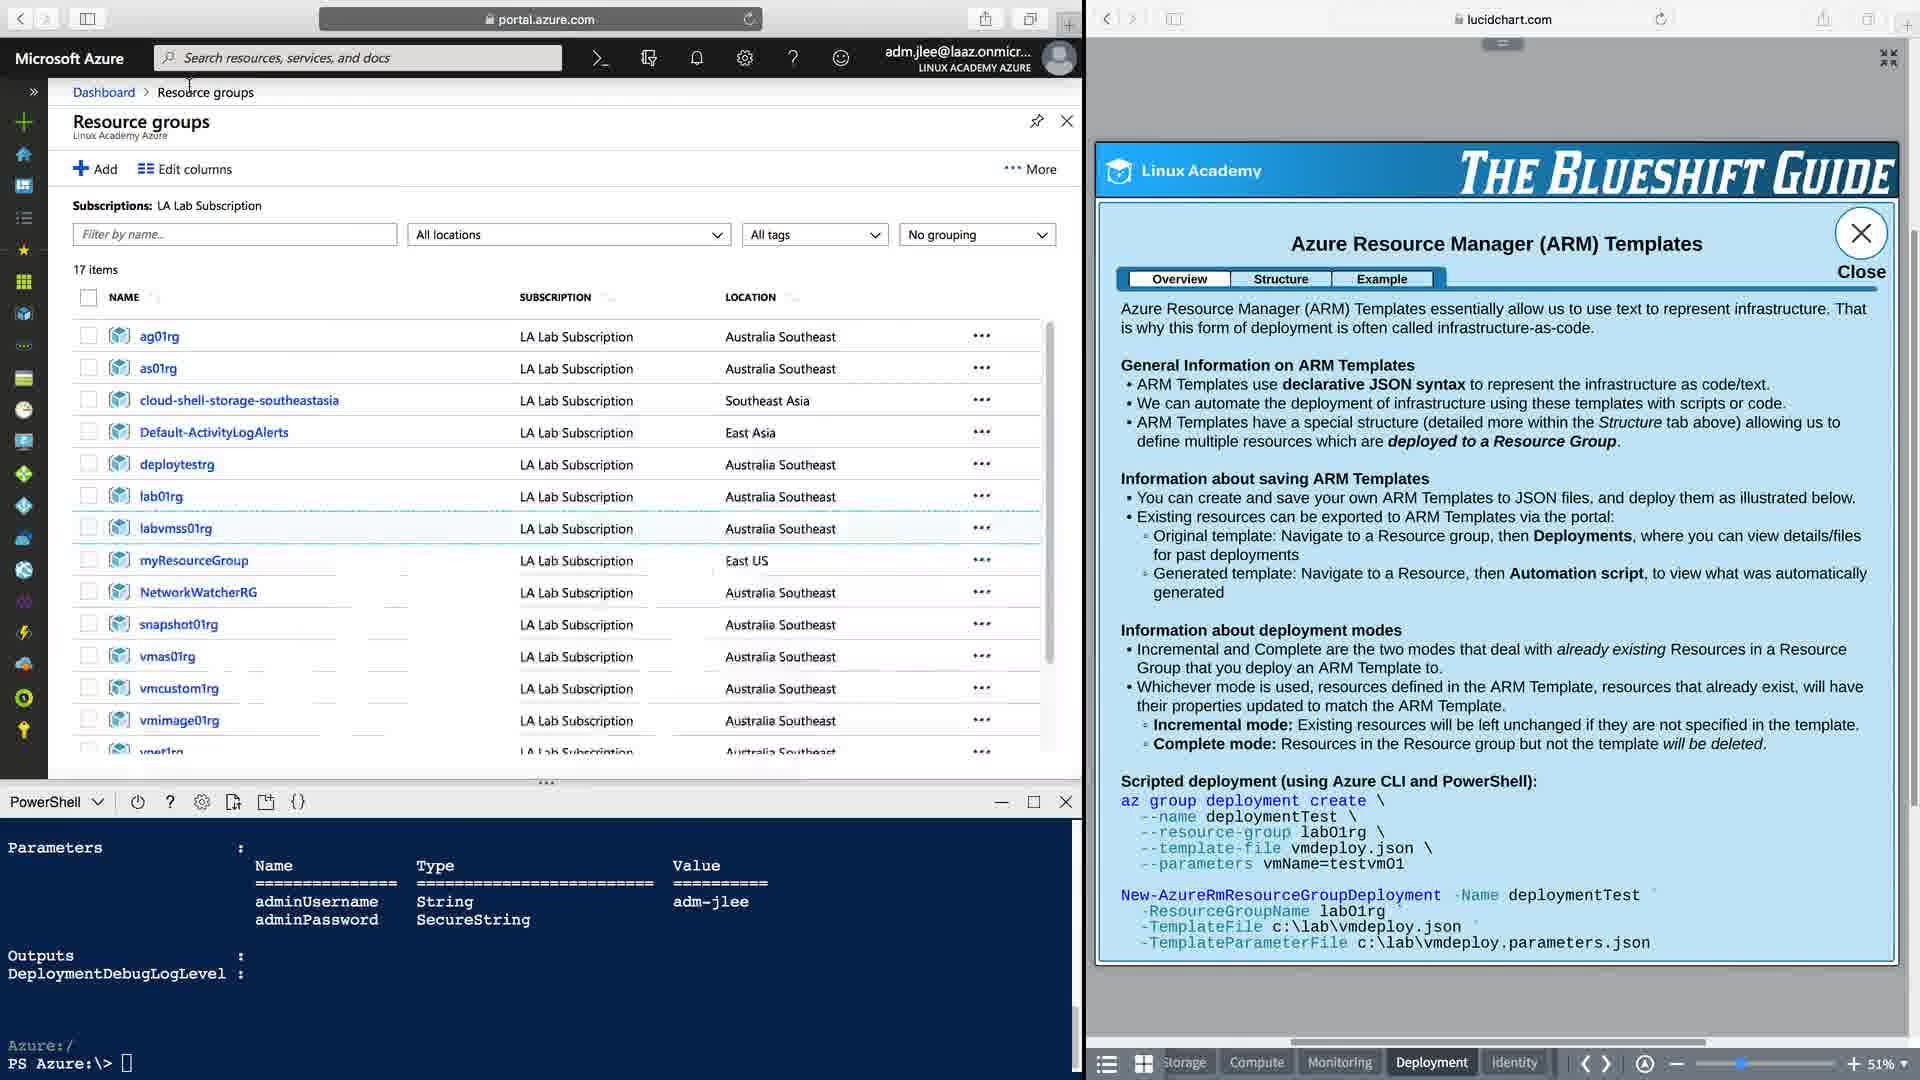 portal.azure.com
Microsoft Azure
Search resources, services, and docs
adm.jlee@laaz.onmicr...
LINUX ACADEMY AZURE
Dashboard > Resource groups
Resource groups
Linux Academy Azure
Add
Edit columns
More
Subscriptions: LA Lab Subscription
Filter by name...
All locations
All tags
No grouping
17 items
NAME SUBSCRIPTION LOCATION
ag01rg LA Lab Subscription Australia Southeast
as01rg LA Lab Subscription Australia Southeast
cloud-shell-storage-southeastasia LA Lab Subscription Southeast Asia
Default-ActivityLogAlerts LA Lab Subscription East Asia
deploytestrg LA Lab Subscription Australia Southeast
lab01rg LA Lab Subscription Australia Southeast
labvmss01rg LA Lab Subscription Australia Southeast
myResourceGroup LA Lab Subscription East US
NetworkWatcherRG LA Lab Subscription Australia Southeast
snapshot01rg LA Lab Subscription Australia Southeast
vmas01rg LA Lab Subscription Australia Southeast
vmcustom1rg LA Lab Subscription Australia Southeast
vmimage01rg LA Lab Subscription Australia Southeast
vnet1rg LA Lab Subscription Australia Southeast
PowerShell
Parameters :
Name Type Value
=============== ========================= ==========
adminUsername String adm-jlee
adminPassword SecureString
Outputs :
DeploymentDebugLogLevel :
Azure:/
PS Azure:\>
lucidchart.com
Linux Academy
THE BLUESHIFT GUIDE
Azure Resource Manager (ARM) Templates
Close
Overview Structure Example
Azure Resource Manager (ARM) Templates essentially allow us to use text to represent infrastructure. That
is why this form of deployment is often called infrastructure-as-code.
General Information on ARM Templates
• ARM Templates use declarative JSON syntax to represent the infrastructure as code/text.
• We can automate the deployment of infrastructure using these templates with scripts or code.
• ARM Templates have a special structure (detailed more within the Structure tab above) allowing us to
define multiple resources which are deployed to a Resource Group.
Information about saving ARM Templates
• You can create and save your own ARM Templates to JSON files, and deploy them as illustrated below.
• Existing resources can be exported to ARM Templates via the portal:
◦ Original template: Navigate to a Resource group, then Deployments, where you can view details/files
for past deployments
◦ Generated template: Navigate to a Resource, then Automation script, to view what was automatically
generated
Information about deployment modes
• Incremental and Complete are the two modes that deal with already existing Resources in a Resource
Group that you deploy an ARM Template to.
• Whichever mode is used, resources defined in the ARM Template, resources that already exist, will have
their properties updated to match the ARM Template.
◦ Incremental mode: Existing resources will be left unchanged if they are not specified in the template.
◦ Complete mode: Resources in the Resource group but not the template will be deleted.
Scripted deployment (using Azure CLI and PowerShell):
az group deployment create \
--name deploymentTest \
--resource-group lab01rg \
--template-file vmdeploy.json \
--parameters vmName=testvm01
New-AzureRmResourceGroupDeployment -Name deploymentTest `
-ResourceGroupName lab01rg `
-TemplateFile c:\lab\vmdeploy.json `
-TemplateParameterFile c:\lab\vmdeploy.parameters.json
Storage Compute Monitoring Deployment Identity
51%